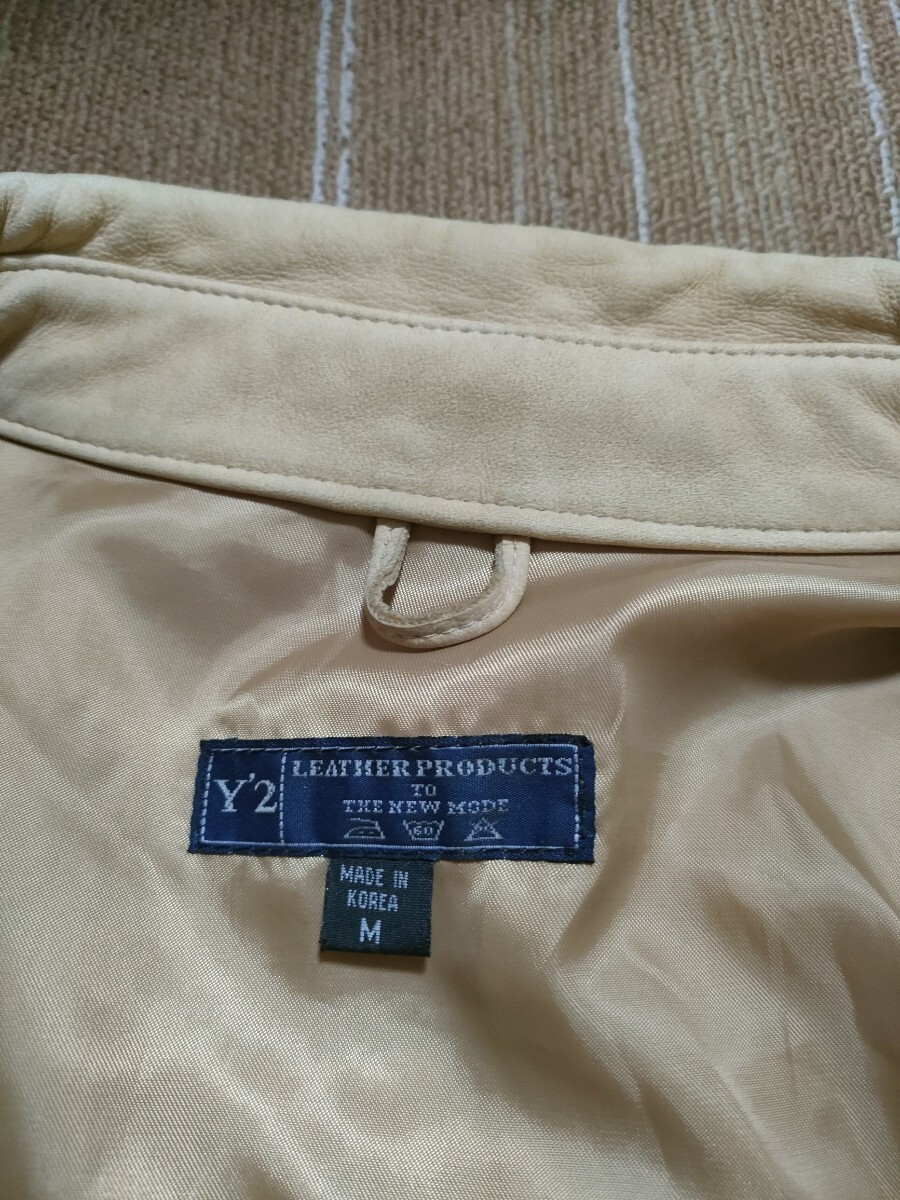 Y'2
LEATHER PRODUCTS
TO
THE NEW MODE
60
MADE IN
KOREA
M